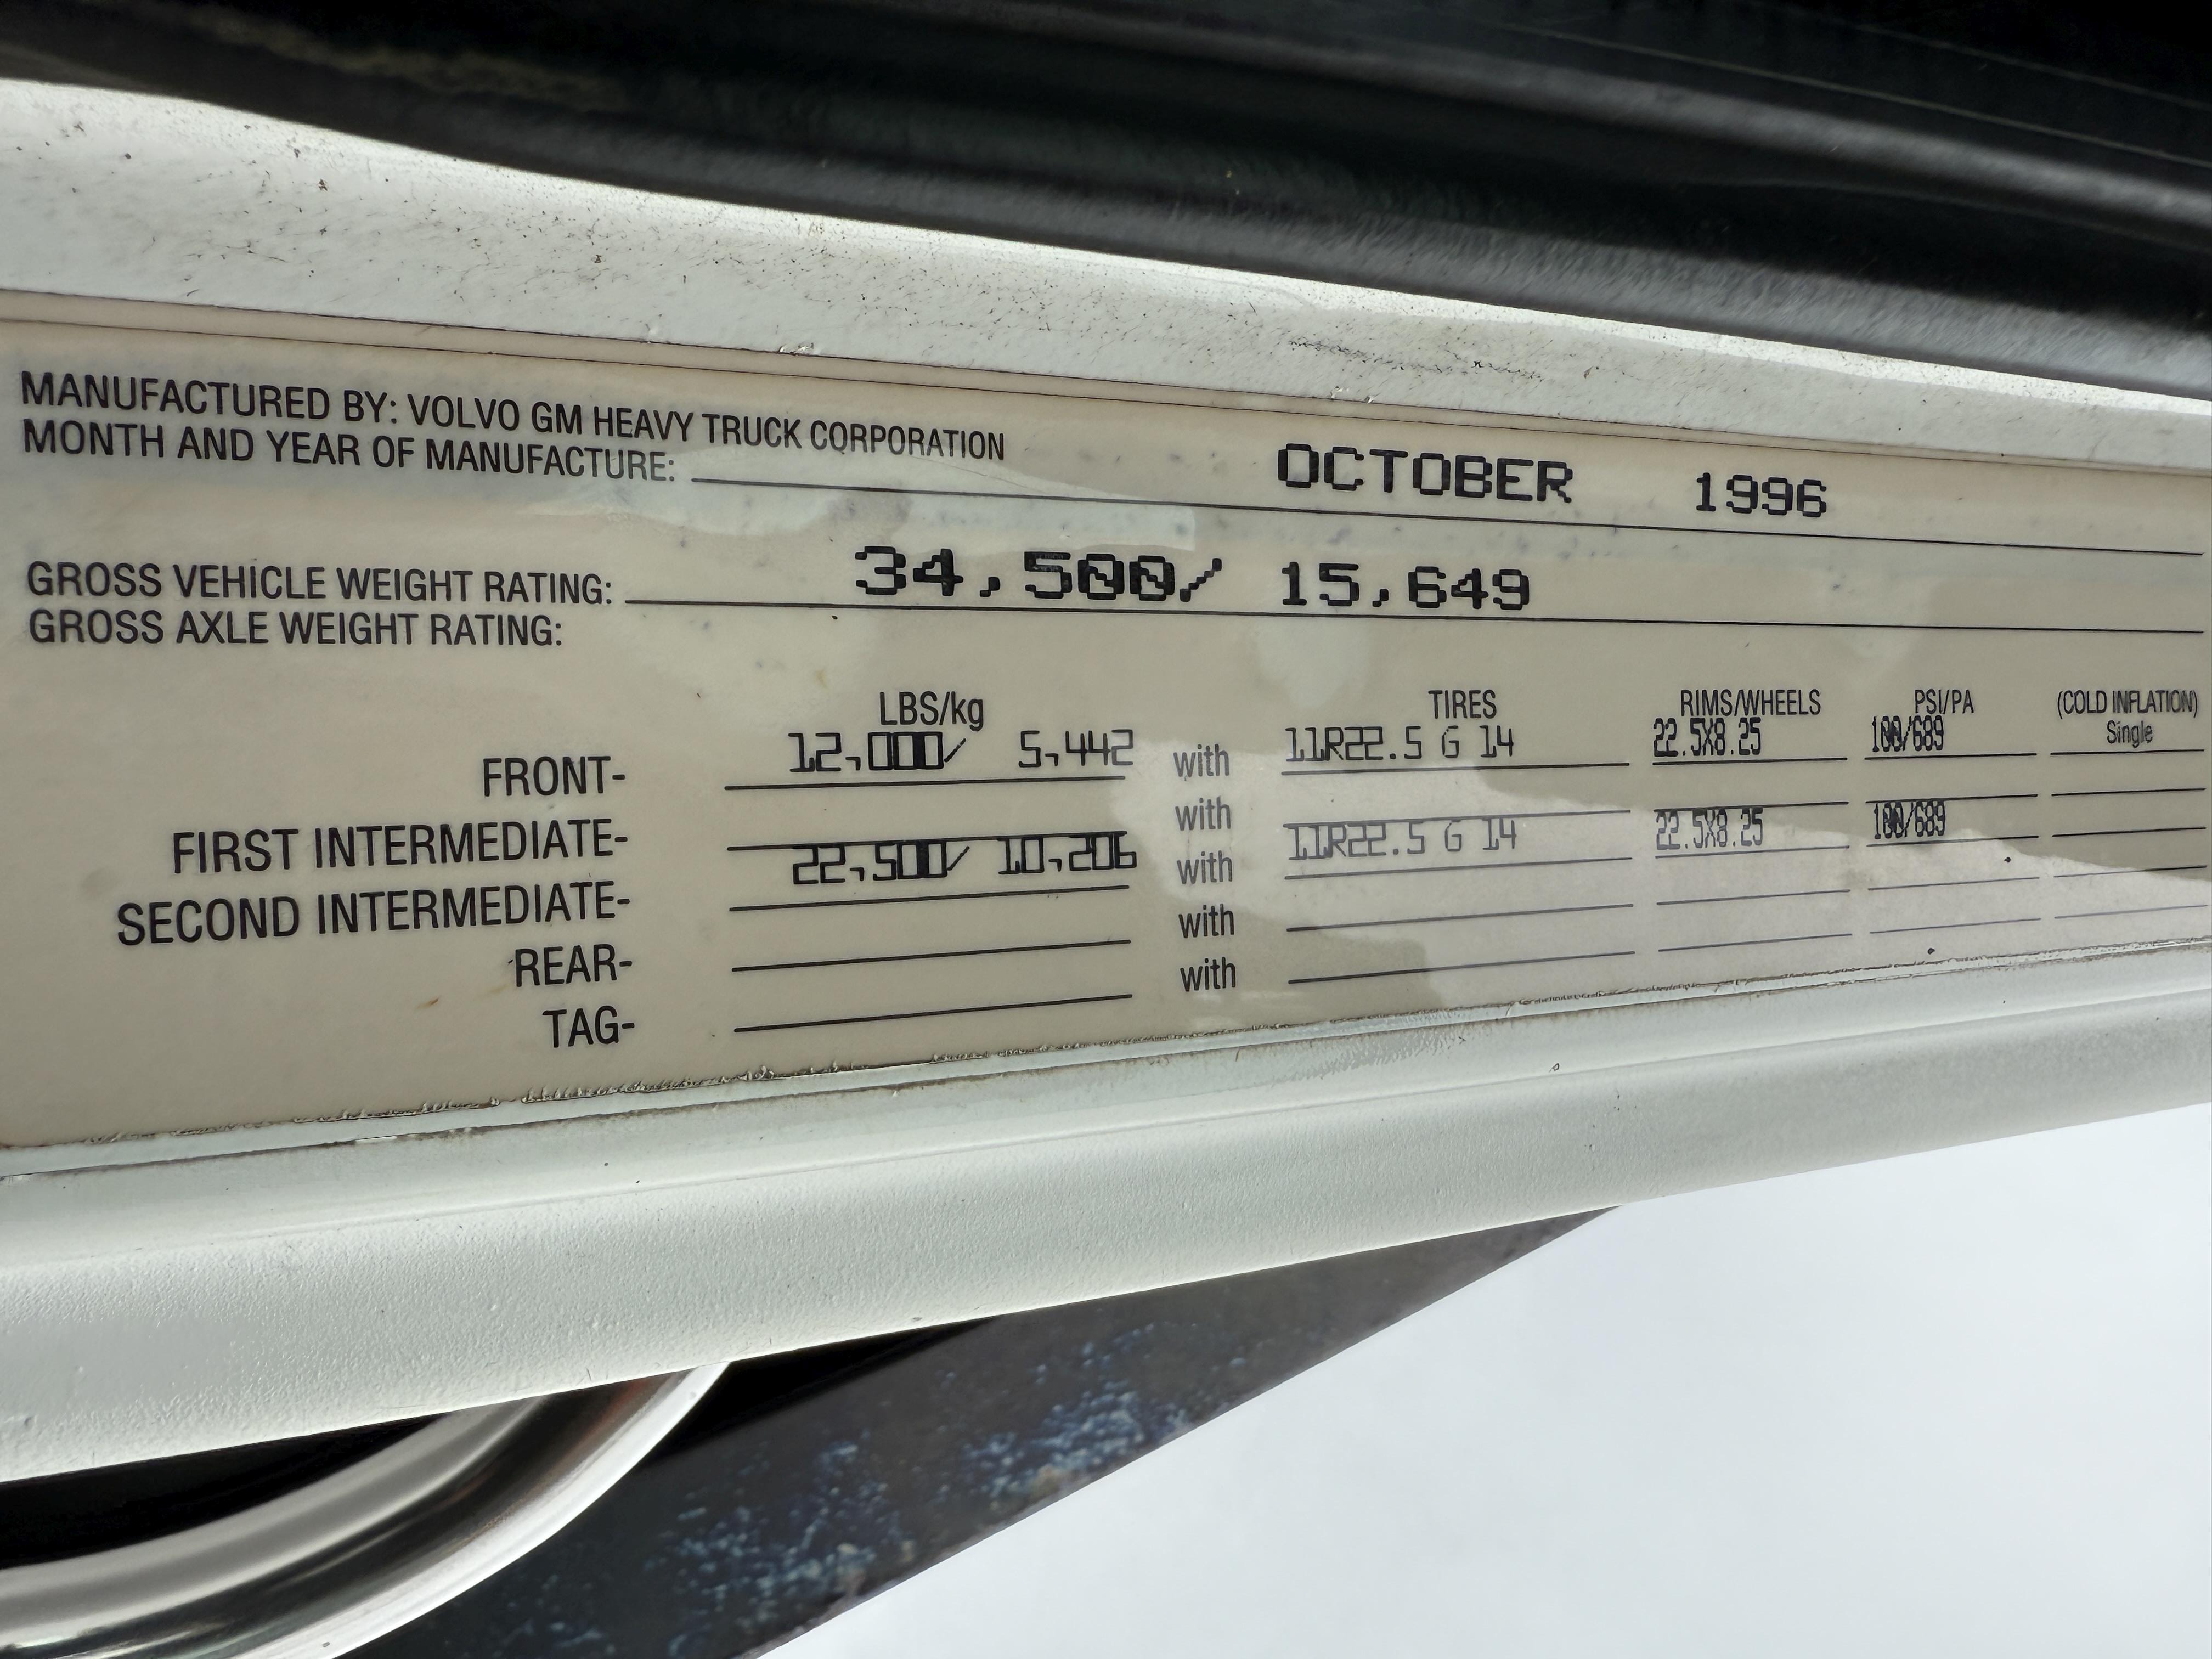 MANUFACTURED BY: VOLVO GM HEAVY TRUCK CORPORATION
MONTH AND YEAR OF MANUFACTURE: OCTOBER 1996
GROSS VEHICLE WEIGHT RATING: 34,500/ 15,649
GROSS AXLE WEIGHT RATING:
LBS/kg TIRES RIMS/WHEELS PSI/PA (COLD INFLATION)
FRONT- 12,000/ 5,442 with 11R22.5 G 14 22.5X8.25 100/689 Single
FIRST INTERMEDIATE- with
SECOND INTERMEDIATE- 22,500/ 10,206 with 11R22.5 G 14 22.5X8.25 100/689
REAR- with
TAG- with